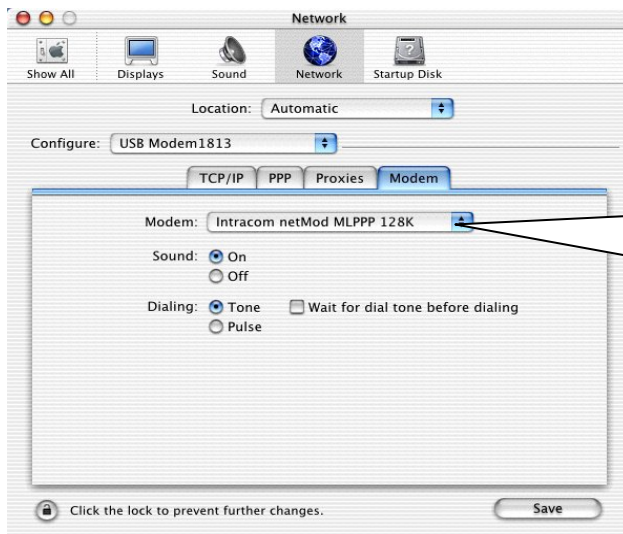 Network
Show All Displays Sound Network Startup Disk
Location: Automatic
Configure: USB Modem1813
TCP/IP PPP Proxies Modem
Modem: Intracom netMod MLPPP 128K
Sound: On
Off
Dialing: Tone Wait for dial tone before dialing
Pulse
Click the lock to prevent further changes. Save